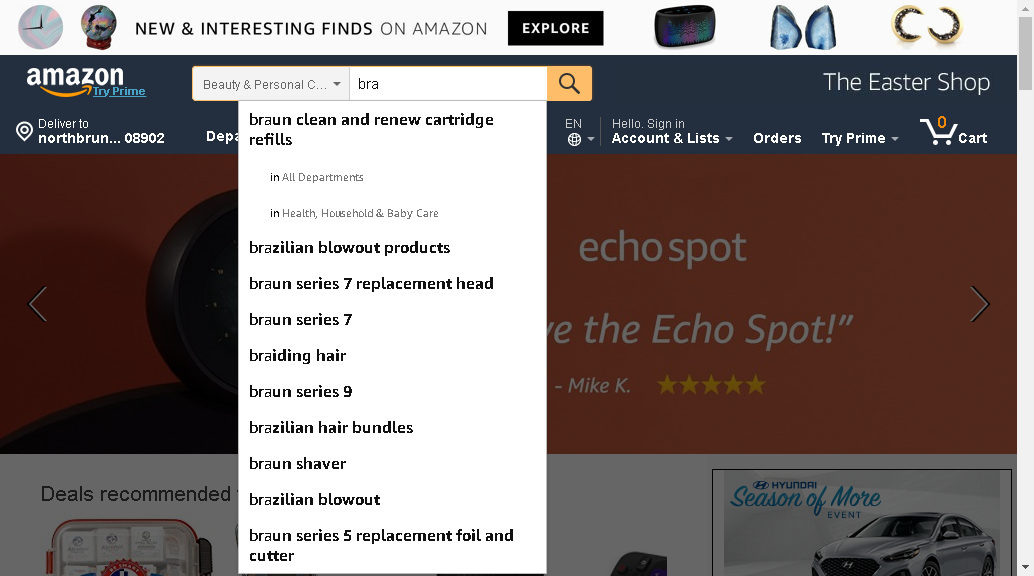 NEW & INTERESTING FINDS ON AMAZON EXPLORE
amazon
Try Prime
Beauty & Personal C...
bra
The Easter Shop
Deliver to
northbrun... 08902
Depa
EN
Hello. Sign in
Account & Lists
Orders
Try Prime
0
Cart
braun clean and renew cartridge
refills
in All Departments
in Health, Household & Baby Care
brazilian blowout products
braun series 7 replacement head
braun series 7
braiding hair
braun series 9
brazilian hair bundles
braun shaver
brazilian blowout
braun series 5 replacement foil and
cutter
echo spot
ve the Echo Spot!”
- Mike K.
Deals recommended
HYUNDAI
Season of More
EVENT